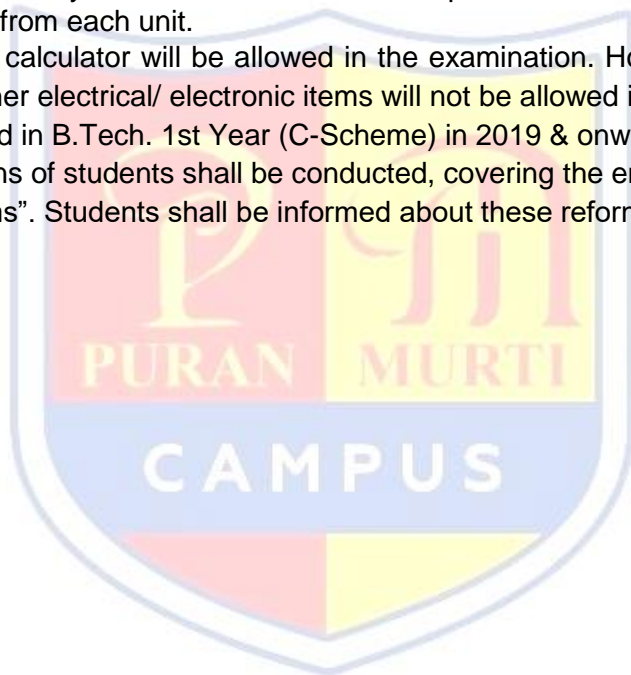 from each unit.
calculator will be allowed in the examination. Ho
er electrical/ electronic items will not be allowed i
d in B.Tech. 1st Year (C-Scheme) in 2019 & onw
ns of students shall be conducted, covering the e
ns”. Students shall be informed about these refor
PURAN MURTI
CAMPUS